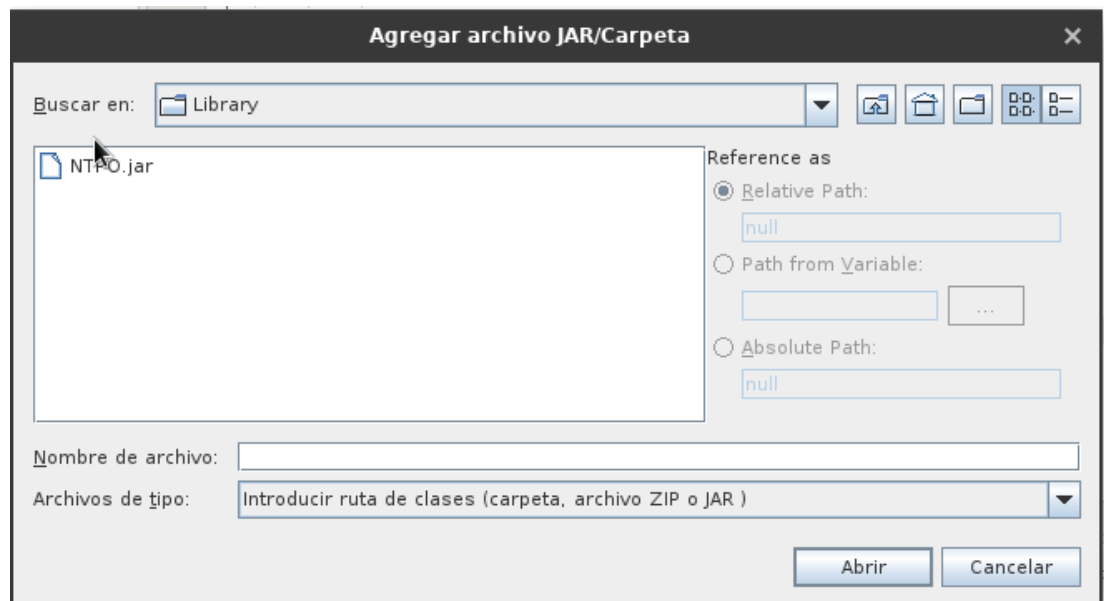 Agregar archivo JAR/Carpeta
Buscar en: Library
NTPO.jar
Reference as
Relative Path:
null
Path from Variable:
...
Absolute Path:
null
Nombre de archivo:
Archivos de tipo: Introducir ruta de clases (carpeta, archivo ZIP o JAR )
Abrir Cancelar